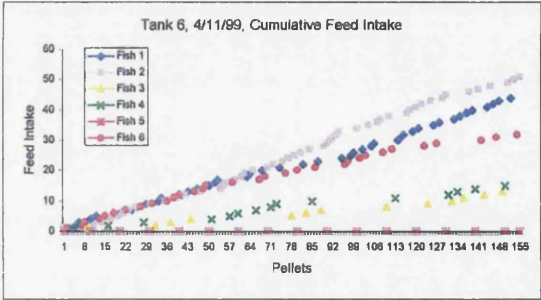 Tank 6, 4/11/99, Cumulative Feed Intake
60
50
40
30
20
10
0
Feed Intake
Fish 1
Fish 2
Fish 3
Fish 4
Fish 5
Fish 6
1 8 15 22 29 36 43 50 57 64 71 78 85 92 99 106 113 120 127 134 141 148 155
Pellets